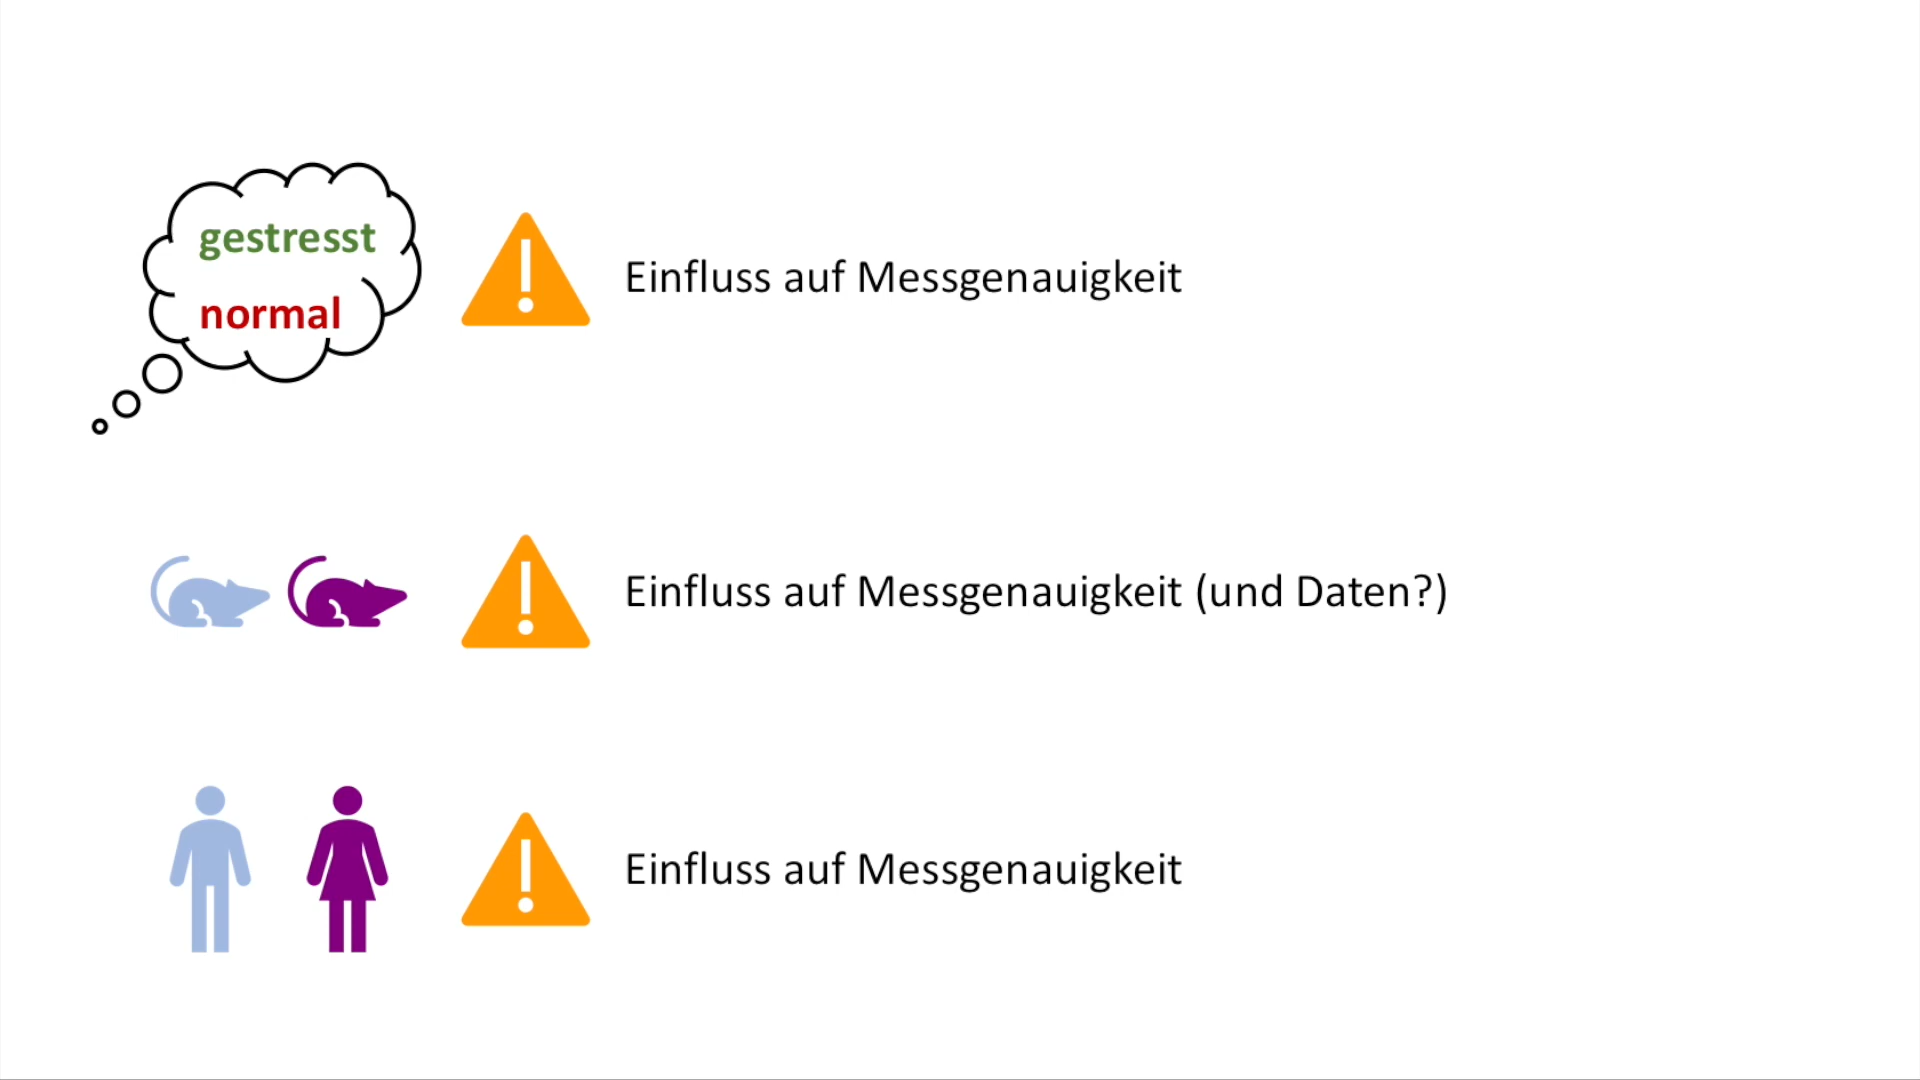 gestresst
normal
Einfluss auf Messgenauigkeit
Einfluss auf Messgenauigkeit (und Daten?)
Einfluss auf Messgenauigkeit